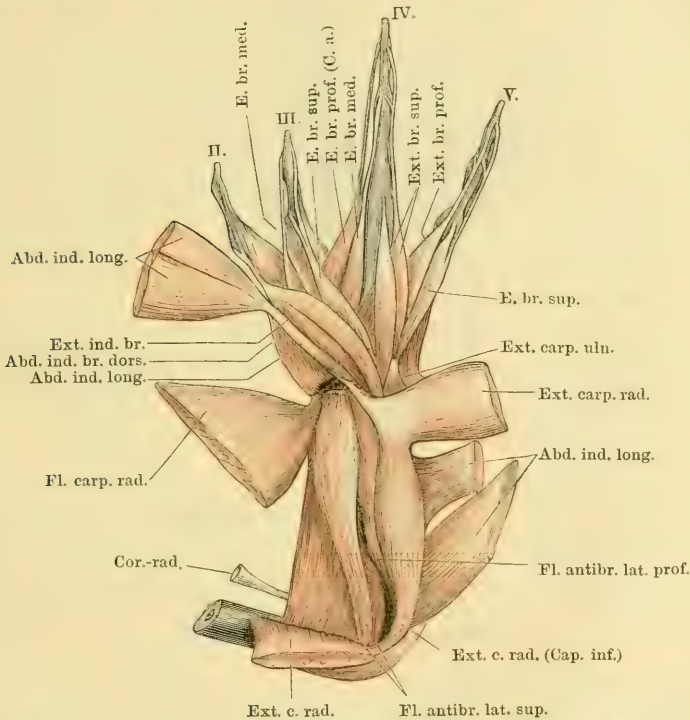 IV.
E. br. med.
III.
E. br. sup.
E. br. prof. (C. a.)
E. br. med.
Ext. br. sup.
Ext. br. prof.
V.
II.
Abd. ind. long.
E. br. sup.
Ext. ind. br.
Abd. ind. br. dors.
Abd. ind. long.
Ext. carp. uln.
Ext. carp. rad.
Fl. carp. rad.
Abd. ind. long.
Cor.-rad.
Fl. antibr. lat. prof.
Ext. c. rad. (Cap. inf.)
Ext. c. rad.
Fl. antibr. lat. sup.